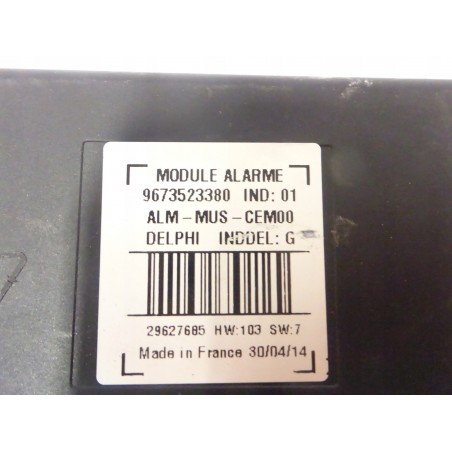 MODULE ALARME
9673523380 IND: 01
ALM-MUS-CEM00
DELPHI INDDEL: G
29627685 HW:103 SW:7
Made in France 30/04/14